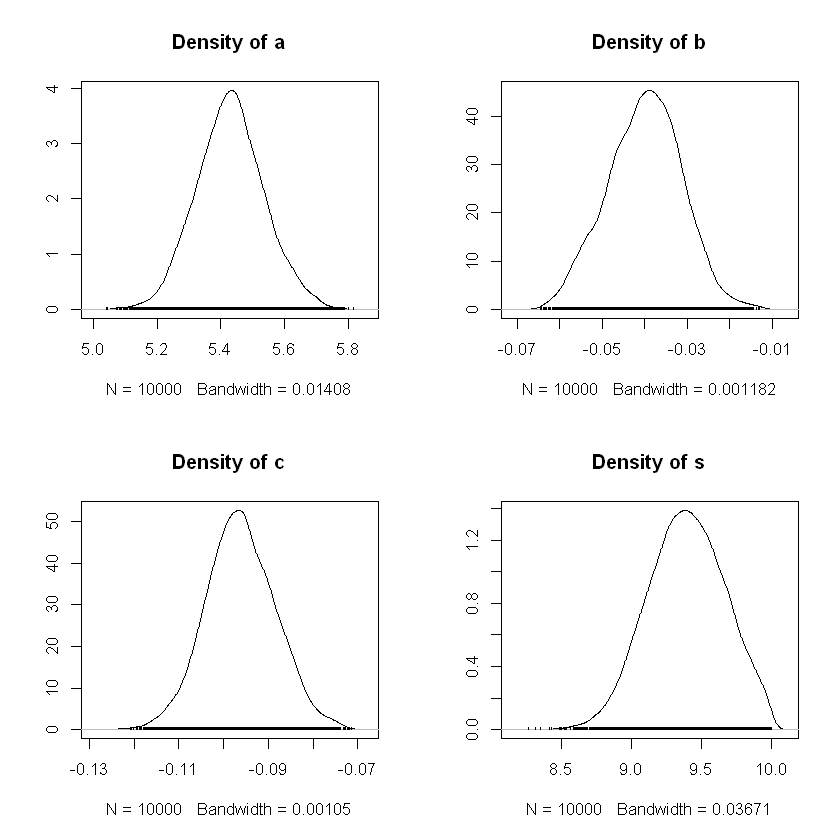 Density of a
4
3
2
1
0
5.0 5.2 5.4 5.6 5.8
N = 10000 Bandwidth = 0.01408
Density of b
40
30
20
10
0
-0.07 -0.05 -0.03 -0.01
N = 10000 Bandwidth = 0.001182
Density of c
50
40
30
20
10
0
-0.13 -0.11 -0.09 -0.07
N = 10000 Bandwidth = 0.00105
Density of s
1.2
0.8
0.4
0.0
8.5 9.0 9.5 10.0
N = 10000 Bandwidth = 0.03671